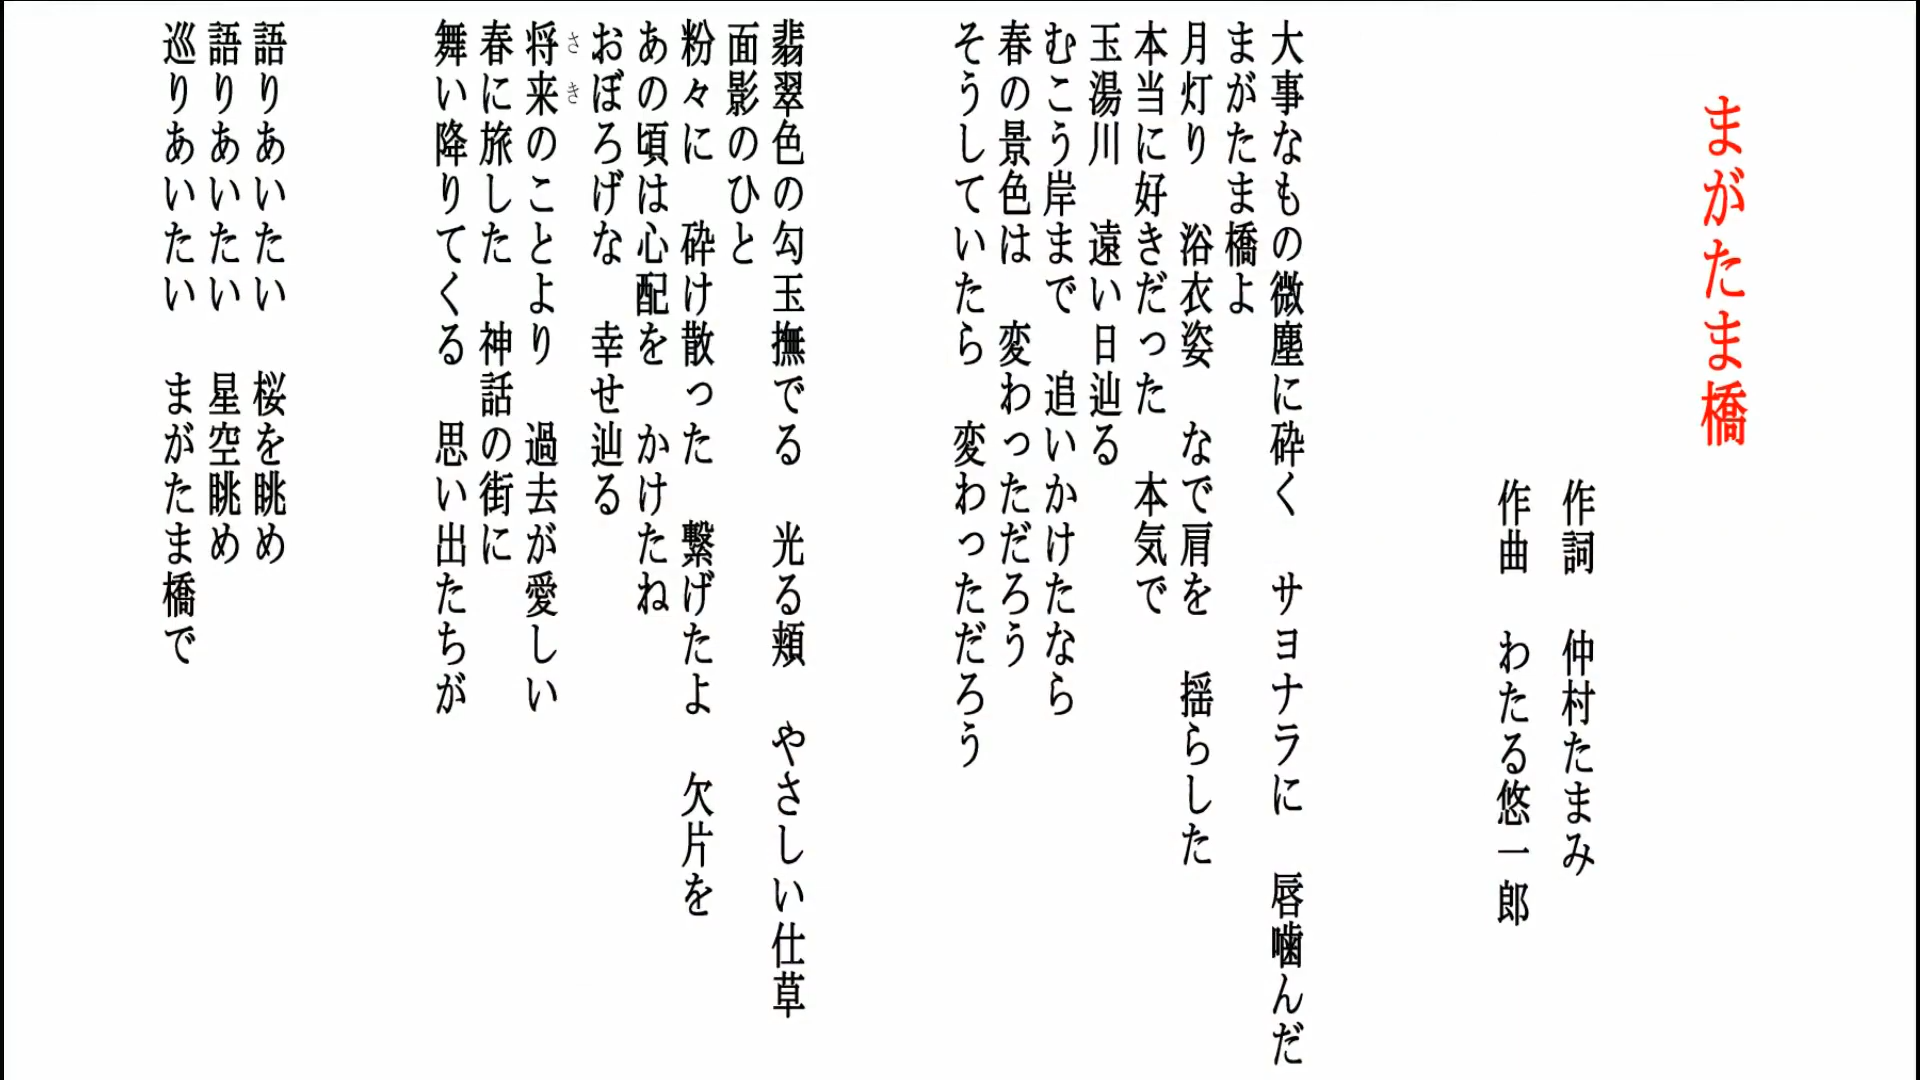 まがたま橋
作詞　仲村たまみ
作曲　わたる悠一郎
大事なもの微塵に砕く　サヨナラに　唇噛んだ
まがたま橋よ
月灯り　浴衣姿　なで肩を　揺らした
本当に好きだった　本気で
玉湯川　遠い日辿る
むこう岸まで　追いかけたなら
春の景色は　変わっただろう
そうしていたら　変わっただろう
翡翠色の勾玉撫でる　光る頬　やさしい仕草
面影のひと
粉々に　砕け散った　繋げたよ　欠片を
あの頃は心配を　かけたね
おぼろげな　幸せ辿る
将来のことより　過去が愛しい
さき
春に旅した　神話の街に
舞い降りてくる　思い出たちが
語りあいたい　桜を眺め
語りあいたい　星空眺め
巡りあいたい　まがたま橋で